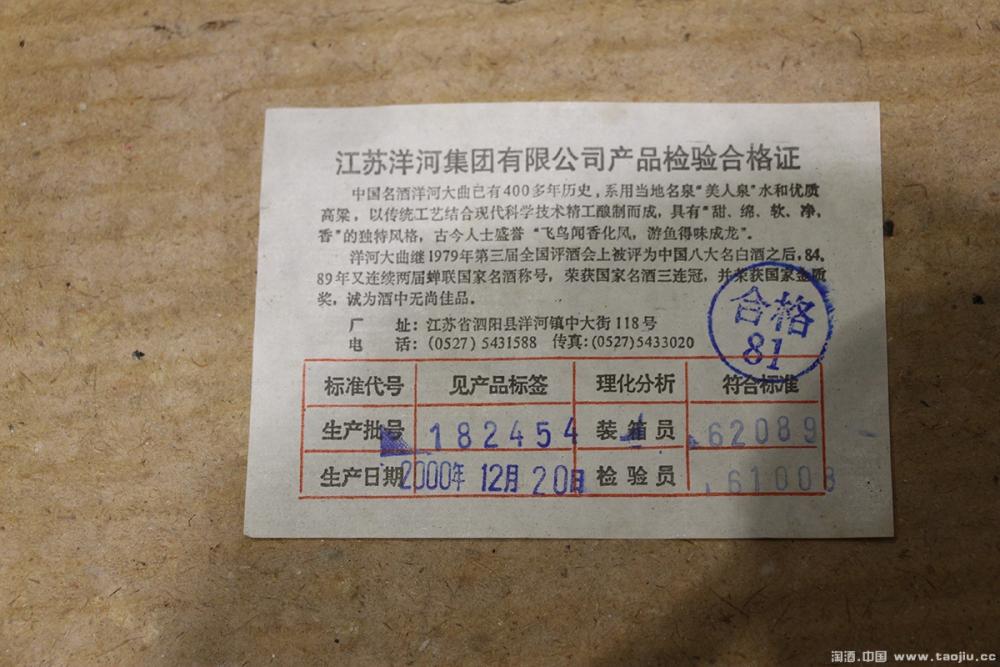 江苏洋河集团有限公司产品检验合格证
中国名酒洋河大曲已有400多年历史，系用当地名泉“美人泉”水和优质
高粱，以传统工艺结合现代科学技术精工酿制而成，具有“甜、绵、软、净、
香”的独特风格，古今人士盛誉“飞鸟闻香化凤，游鱼得味成龙”。
洋河大曲继1979年第三届全国评酒会上被评为中国八大名白酒之后，84、
89年又连续两届蝉联国家名酒称号，荣获国家名酒三连冠，并荣获国家金质
奖，诚为酒中无尚佳品。
厂 址：江苏省泗阳县洋河镇中大街118号
电 话：(0527) 5431588 传真：(0527)5433020
合格
81
标准代号 见产品标签 理化分析 符合标准
生产批号 182454 装箱员 62089
生产日期 2000年 12月 20日 检验员 61008
淘酒.中国 www.taojiu.cc